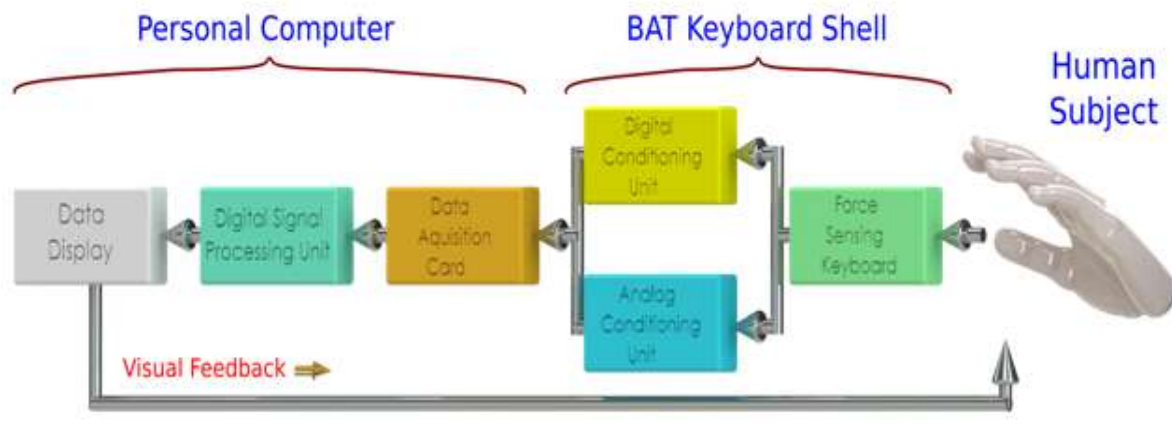 Personal Computer
BAT Keyboard Shell
Human
Subject
Data
Display
Digital Signal
Processing Unit
Data
Aquisition
Card
Digital
Conditioning
Unit
Analog
Conditioning
Unit
Force
Sensing
Keyboard
Visual Feedback